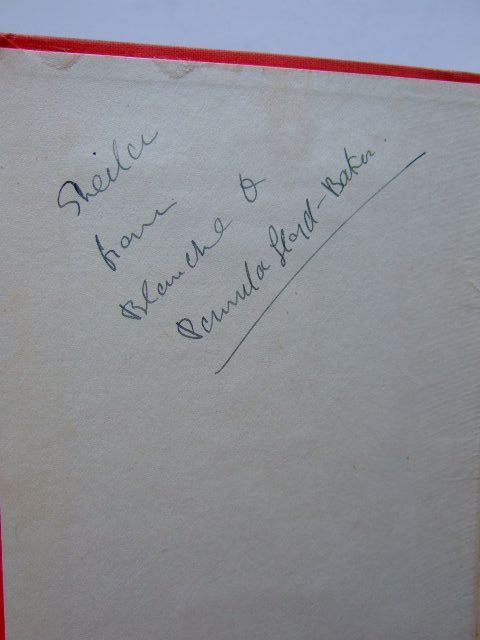 Sheila
from
Blanche &
Pamela Lloyd-Baker.